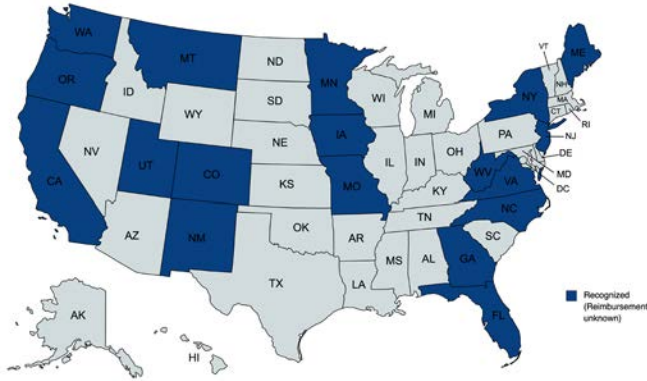 WA
MT
ND
MN
VT
ME
OR
ID
SD
WI
MI
NY
NH
MA
CT
RI
WY
IA
PA
NJ
NE
NV
UT
CO
IL
IN
OH
DE
MD
DC
WV
VA
CA
KS
MO
KY
NC
TN
AZ
NM
OK
AR
SC
MS
AL
GA
TX
LA
FL
AK
HI
Recognized
(Reimbursement
unknown)